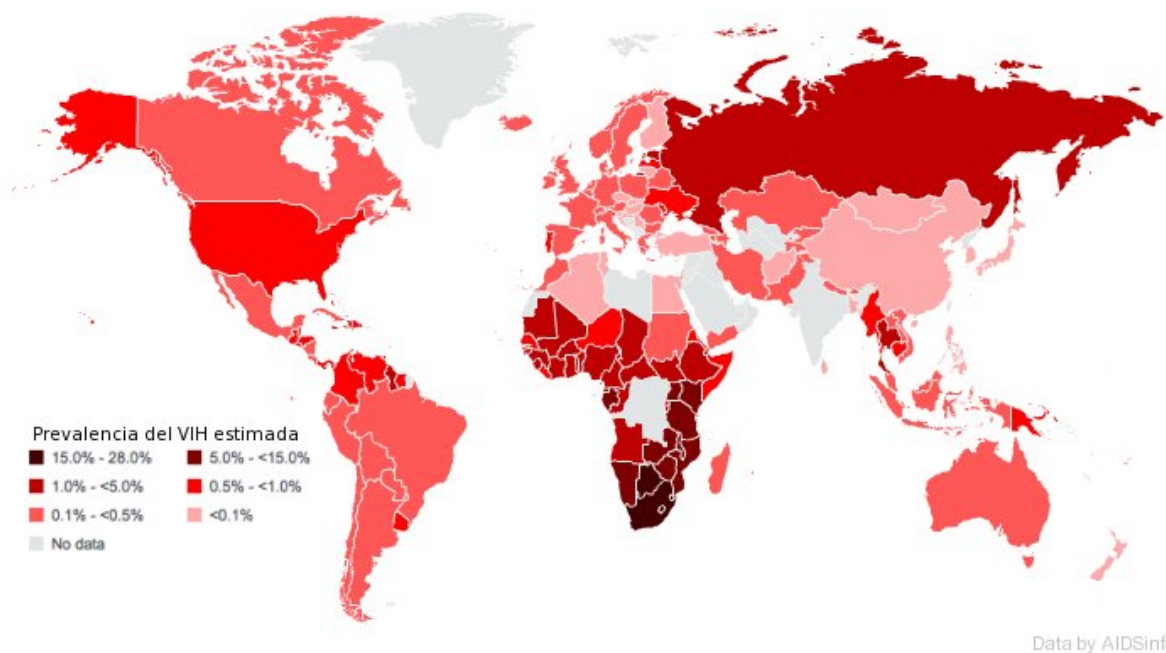 Prevalencia del VIH estimada
15.0% - 28.0% 5.0% - <15.0%
1.0% - <5.0% 0.5% - <1.0%
0.1% - <0.5% <0.1%
No data
Data by AIDSinf